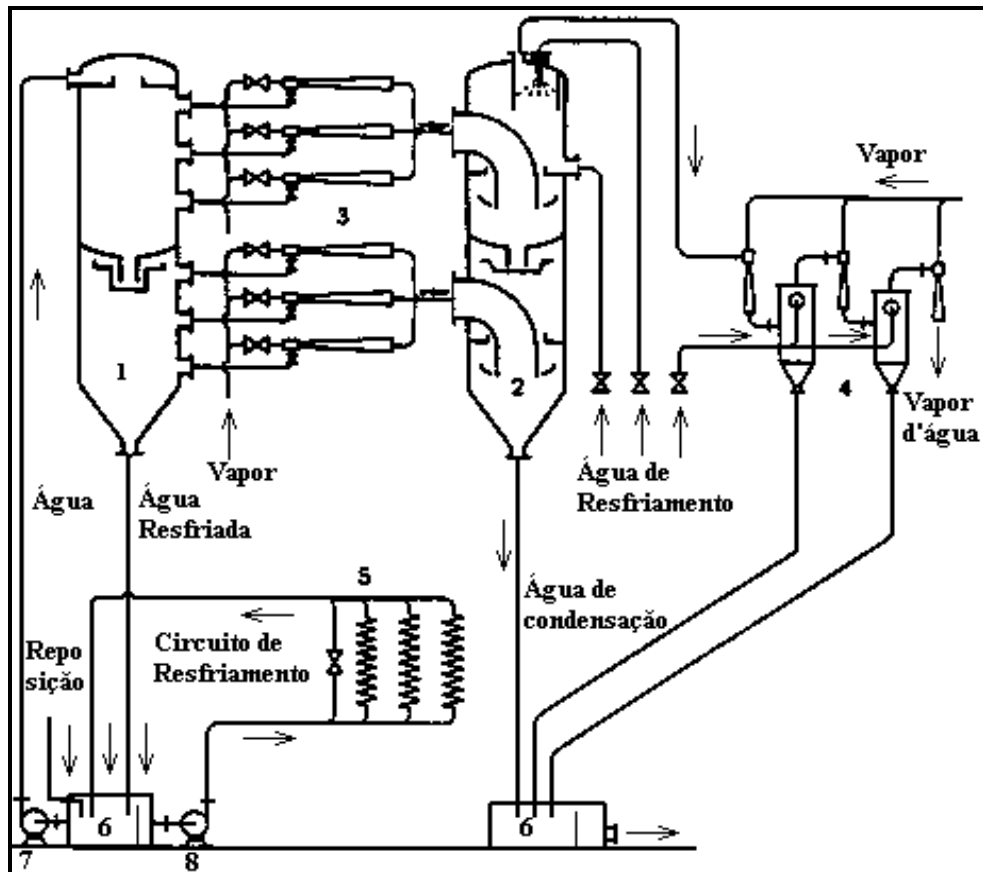 3
Vapor
1
2
4
Vapor
d'água
Vapor
Água de
Resfriamento
Água
Água
Resfriada
5
Água de
condensação
Circuito de
Resfriamento
Repo
sição
6
6
7
8